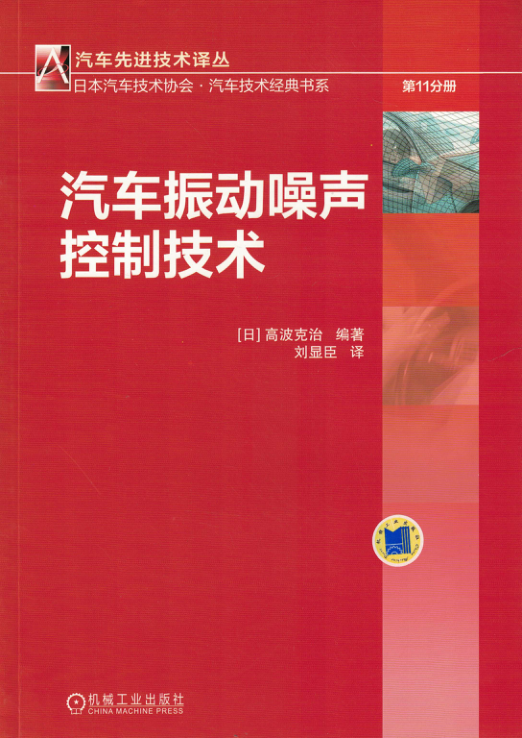 汽车先进技术译丛
日本汽车技术协会·汽车技术经典书系
第11分册
汽车振动噪声
控制技术
[日]高波克治 编著
刘显臣 译
机械工业出版社
CHINA MACHINE PRESS